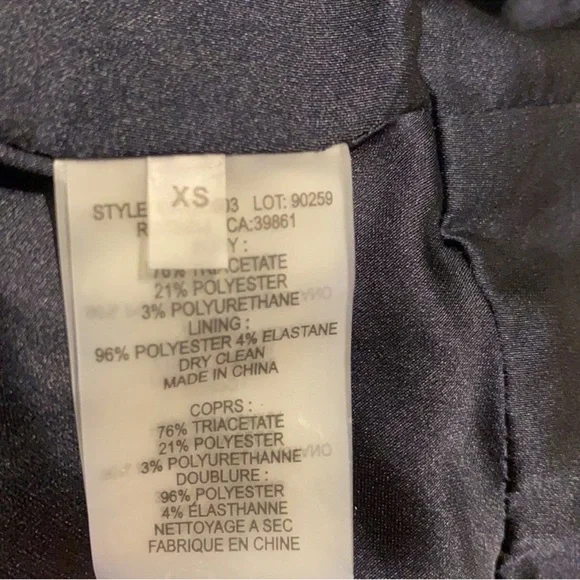 XS
STYLE 03 LOT: 90259
R CA:39861
Y :
76% TRIACETATE
21% POLYESTER
3% POLYURETHANE
LINING :
96% POLYESTER 4% ELASTANE
DRY CLEAN
MADE IN CHINA
COPRS :
76% TRIACETATE
21% POLYESTER
3% POLYURETHANNE
DOUBLURE :
96% POLYESTER
4% ÉLASTHANNE
NETTOYAGE A SEC
FABRIQUE EN CHINE